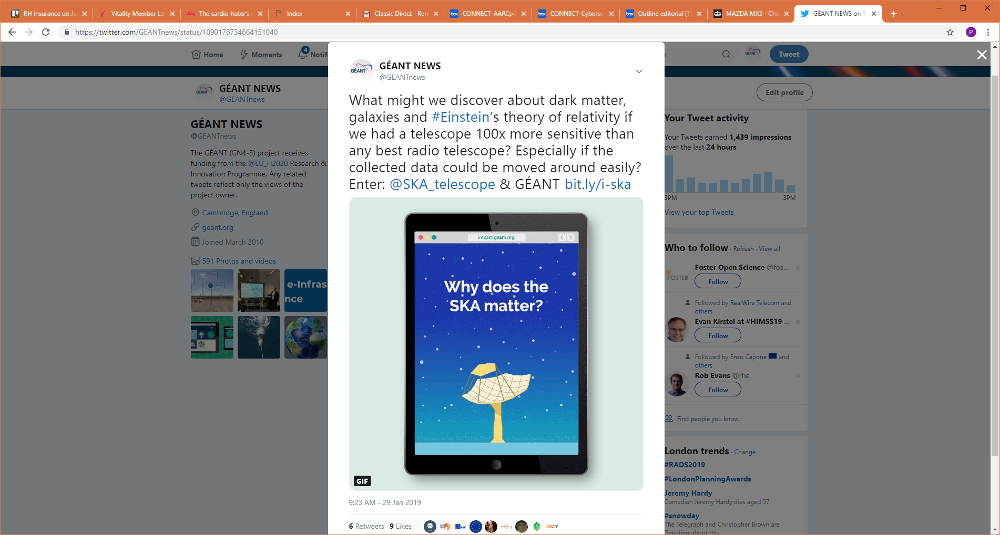 RH insurance on Ju
Vitality Member Lo
The cardio-hater's g
Index
Classic Direct - Ren
CONNECT-AARCpil
CONNECT-Cyberse
Outline editorial (1)
MAZDA MX5 - Che
GÉANT NEWS on T
https://twitter.com/GEANTnews/status/1090178734664151040
P
Home
Moments
4
Notifi
GÉANT
Tweet
GÉANT
GÉANT NEWS
@GEANTnews
Edit profile
GÉANT NEWS
@GEANTnews
The GÉANT (GN4-3) project receives
funding from the @EU_H2020 Research &
Innovation Programme. Any related
tweets reflect only the views of the
project owner.
Cambridge, England
geant.org
Joined March 2010
591 Photos and videos
e-Infras
nce
GÉANT
GÉANT NEWS
@GEANTnews
What might we discover about dark matter,
galaxies and #Einstein's theory of relativity if
we had a telescope 100x more sensitive than
any best radio telescope? Especially if the
collected data could be moved around easily?
Enter: @SKA_telescope & GÉANT bit.ly/i-ska
impact.geant.org
Why does the
SKA matter?
GIF
9:23 AM - 29 Jan 2019
6 Retweets 9 Likes
tnc19
Your Tweet activity
Your Tweets earned 1,439 impressions
over the last 24 hours
3PM
3PM
View your top Tweets
Who to follow · Refresh · View all
FOSTER
Foster Open Science @fos...
Follow
Followed by RealWire Telecom and
others
Evan Kirstel at #HIMSS19 ...
Follow
Followed by Enzo Capone and
others
Rob Evans @rhe
Follow
Find people you know
London trends · Change
#RADS2019
#LondonPlanningAwards
Jeremy Hardy
Comedian Jeremy Hardy dies aged 57
#snowday
The Telegraph and Christopher Brown are
Tweeting about this